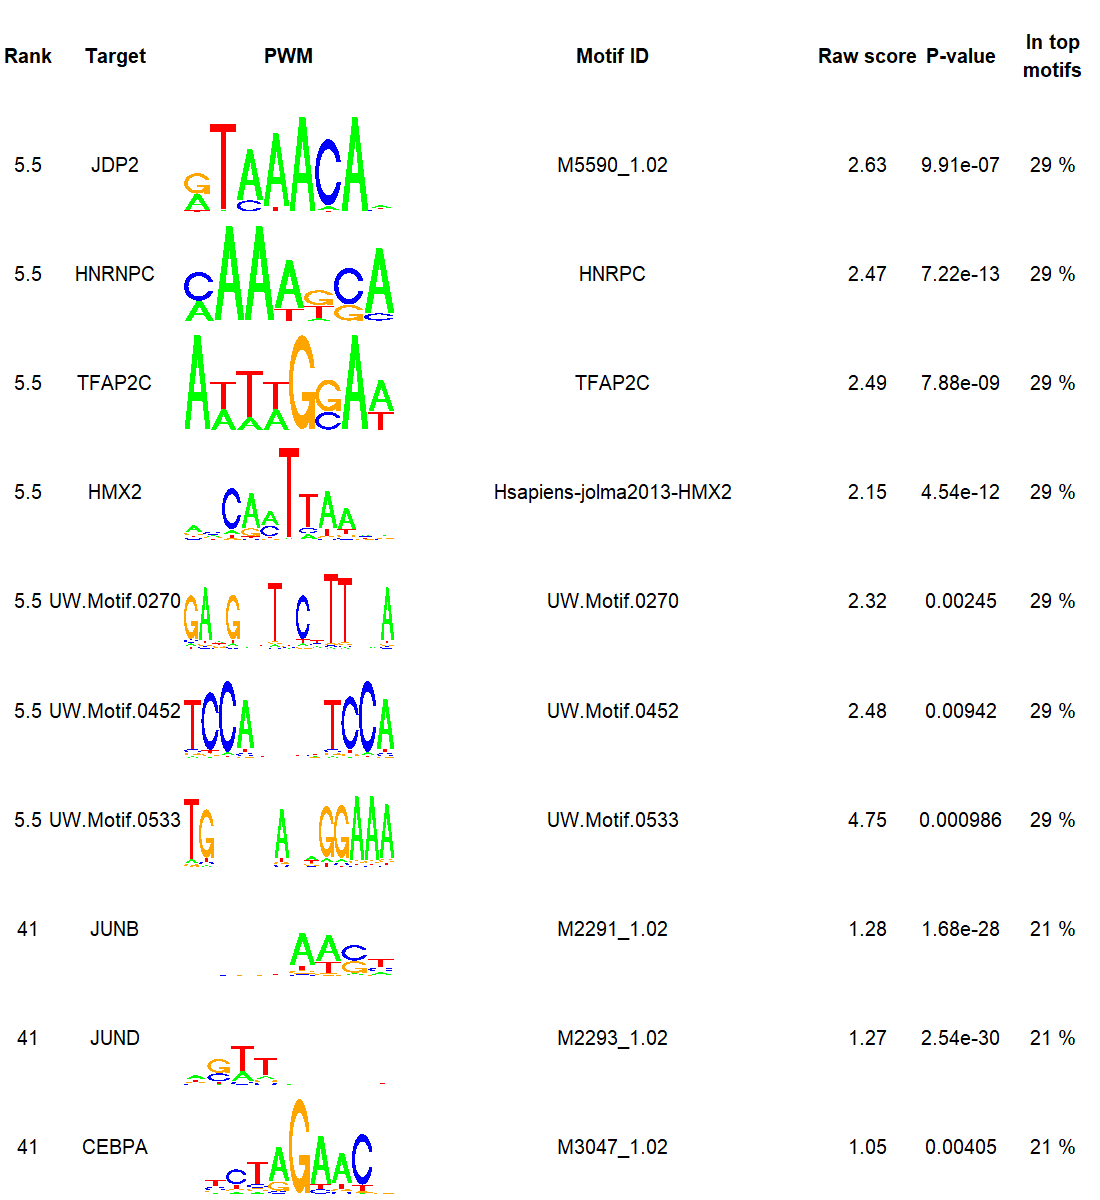 Rank Target PWM Motif ID Raw score P-value In top motifs
5.5 JDP2 M5590_1.02 2.63 9.91e-07 29 %
5.5 HNRNPC HNRPC 2.47 7.22e-13 29 %
5.5 TFAP2C TFAP2C 2.49 7.88e-09 29 %
5.5 HMX2 Hsapiens-jolma2013-HMX2 2.15 4.54e-12 29 %
5.5 UW.Motif.0270 UW.Motif.0270 2.32 0.00245 29 %
5.5 UW.Motif.0452 UW.Motif.0452 2.48 0.00942 29 %
5.5 UW.Motif.0533 UW.Motif.0533 4.75 0.000986 29 %
41 JUNB M2291_1.02 1.28 1.68e-28 21 %
41 JUND M2293_1.02 1.27 2.54e-30 21 %
41 CEBPA M3047_1.02 1.05 0.00405 21 %